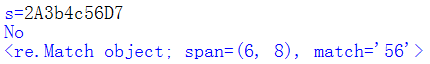 s=2A3b4c56D7
No
<re.Match object; span=(6, 8), match='56'>